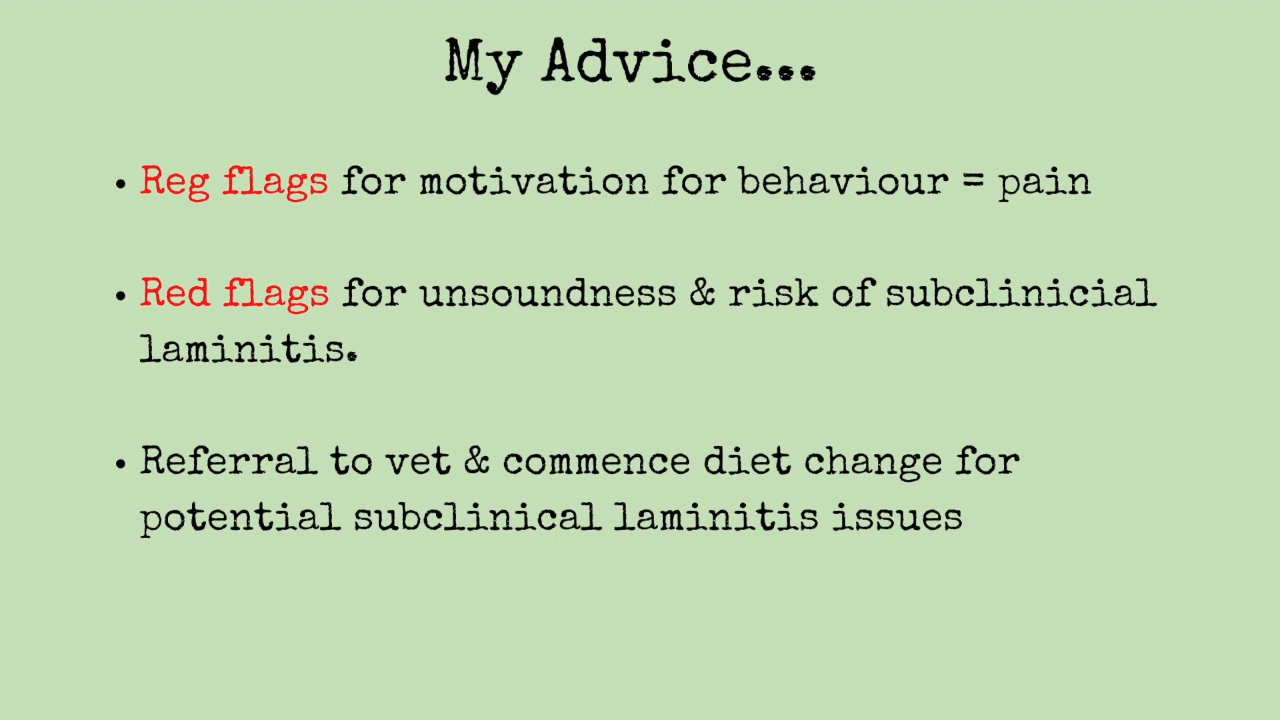 My Advice...
• Reg flags for motivation for behaviour = pain
• Red flags for unsoundness & risk of subclinicial
laminitis.
• Referral to vet & commence diet change for
potential subclinical laminitis issues